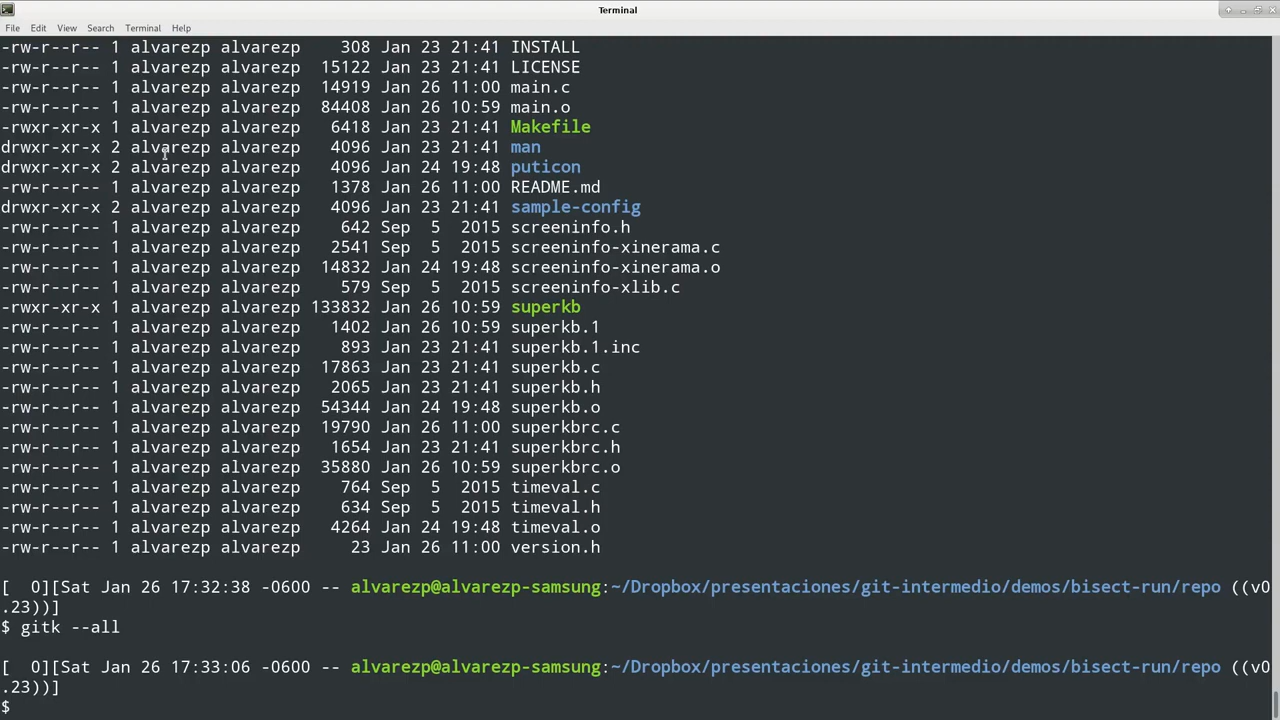 Terminal
File Edit View Search Terminal Help
-rw-r--r-- 1 alvarezp alvarezp    308 Jan 23 21:41 INSTALL
-rw-r--r-- 1 alvarezp alvarezp  15122 Jan 23 21:41 LICENSE
-rw-r--r-- 1 alvarezp alvarezp  14919 Jan 26 11:00 main.c
-rw-r--r-- 1 alvarezp alvarezp  84408 Jan 26 10:59 main.o
-rwxr-xr-x 1 alvarezp alvarezp   6418 Jan 23 21:41 Makefile
drwxr-xr-x 2 alvarezp alvarezp   4096 Jan 23 21:41 man
drwxr-xr-x 2 alvarezp alvarezp   4096 Jan 24 19:48 puticon
-rw-r--r-- 1 alvarezp alvarezp   1378 Jan 26 11:00 README.md
drwxr-xr-x 2 alvarezp alvarezp   4096 Jan 23 21:41 sample-config
-rw-r--r-- 1 alvarezp alvarezp    642 Sep  5  2015 screeninfo.h
-rw-r--r-- 1 alvarezp alvarezp   2541 Sep  5  2015 screeninfo-xinerama.c
-rw-r--r-- 1 alvarezp alvarezp  14832 Jan 24 19:48 screeninfo-xinerama.o
-rw-r--r-- 1 alvarezp alvarezp    579 Sep  5  2015 screeninfo-xlib.c
-rwxr-xr-x 1 alvarezp alvarezp 133832 Jan 26 10:59 superkb
-rw-r--r-- 1 alvarezp alvarezp   1402 Jan 26 10:59 superkb.1
-rw-r--r-- 1 alvarezp alvarezp    893 Jan 23 21:41 superkb.1.inc
-rw-r--r-- 1 alvarezp alvarezp  17863 Jan 23 21:41 superkb.c
-rw-r--r-- 1 alvarezp alvarezp   2065 Jan 23 21:41 superkb.h
-rw-r--r-- 1 alvarezp alvarezp  54344 Jan 24 19:48 superkb.o
-rw-r--r-- 1 alvarezp alvarezp  19790 Jan 26 11:00 superkbrc.c
-rw-r--r-- 1 alvarezp alvarezp   1654 Jan 23 21:41 superkbrc.h
-rw-r--r-- 1 alvarezp alvarezp  35880 Jan 26 10:59 superkbrc.o
-rw-r--r-- 1 alvarezp alvarezp    764 Sep  5  2015 timeval.c
-rw-r--r-- 1 alvarezp alvarezp    634 Sep  5  2015 timeval.h
-rw-r--r-- 1 alvarezp alvarezp   4264 Jan 24 19:48 timeval.o
-rw-r--r-- 1 alvarezp alvarezp     23 Jan 26 11:00 version.h
[  0][Sat Jan 26 17:32:38 -0600 -- alvarezp@alvarezp-samsung:~/Dropbox/presentaciones/git-intermedio/demos/bisect-run/repo ((v0
.23))]
$ gitk --all
[  0][Sat Jan 26 17:33:06 -0600 -- alvarezp@alvarezp-samsung:~/Dropbox/presentaciones/git-intermedio/demos/bisect-run/repo ((v0
.23))]
$